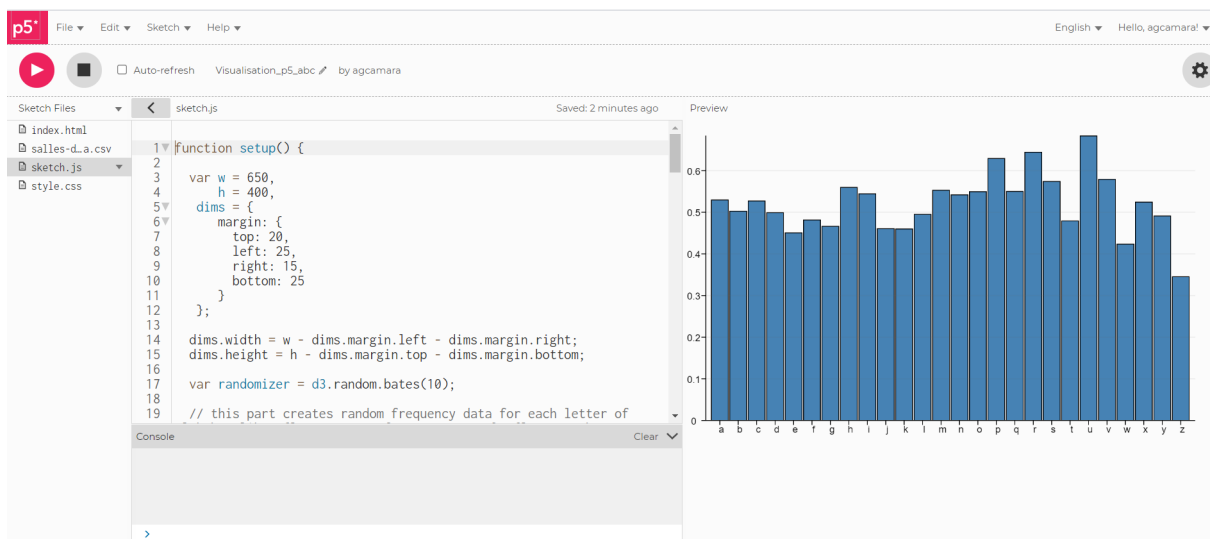 p5* File Edit Sketch Help English Hello, agcamara!
Auto-refresh Visualisation_p5_abc by agcamara
Sketch Files sketch.js Saved: 2 minutes ago Preview
index.html
salles-d…a.csv
sketch.js
style.css
1 function setup() {
2
3 var w = 650,
4 h = 400,
5 dims = {
6 margin: {
7 top: 20,
8 left: 25,
9 right: 15,
10 bottom: 25
11 }
12 };
13
14 dims.width = w - dims.margin.left - dims.margin.right;
15 dims.height = h - dims.margin.top - dims.margin.bottom;
16
17 var randomizer = d3.random.bates(10);
18
19 // this part creates random frequency data for each letter of
Console Clear
>
0.6
0.5
0.4
0.3
0.2
0.1
0
a b c d e f g h i j k l m n o p q r s t u v w x y z